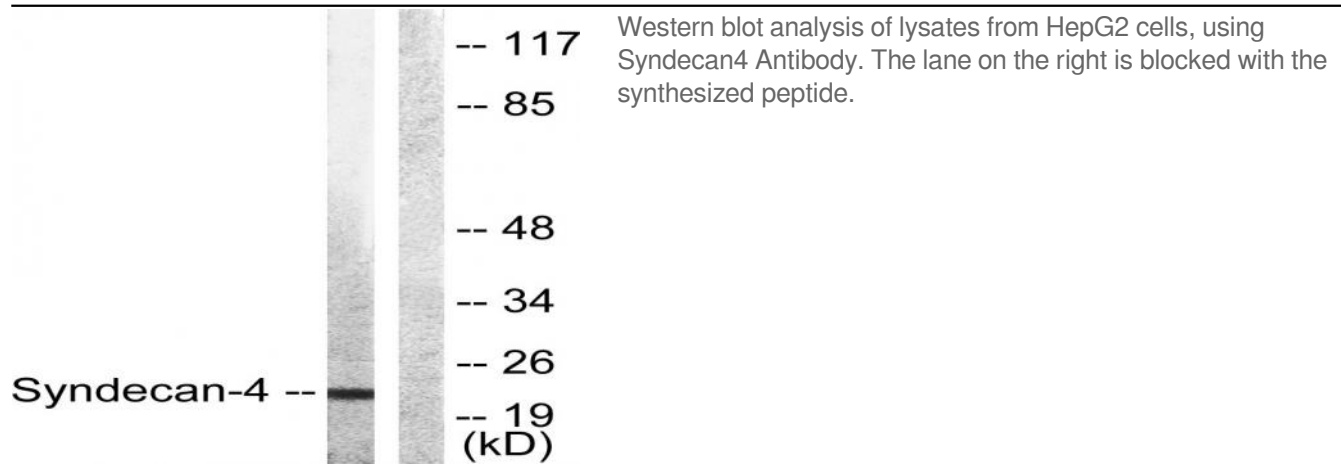 Syndecan-4 --
-- 117
-- 85
-- 48
-- 34
-- 26
-- 19
(kD)
Western blot analysis of lysates from HepG2 cells, using
Syndecan4 Antibody. The lane on the right is blocked with the
synthesized peptide.